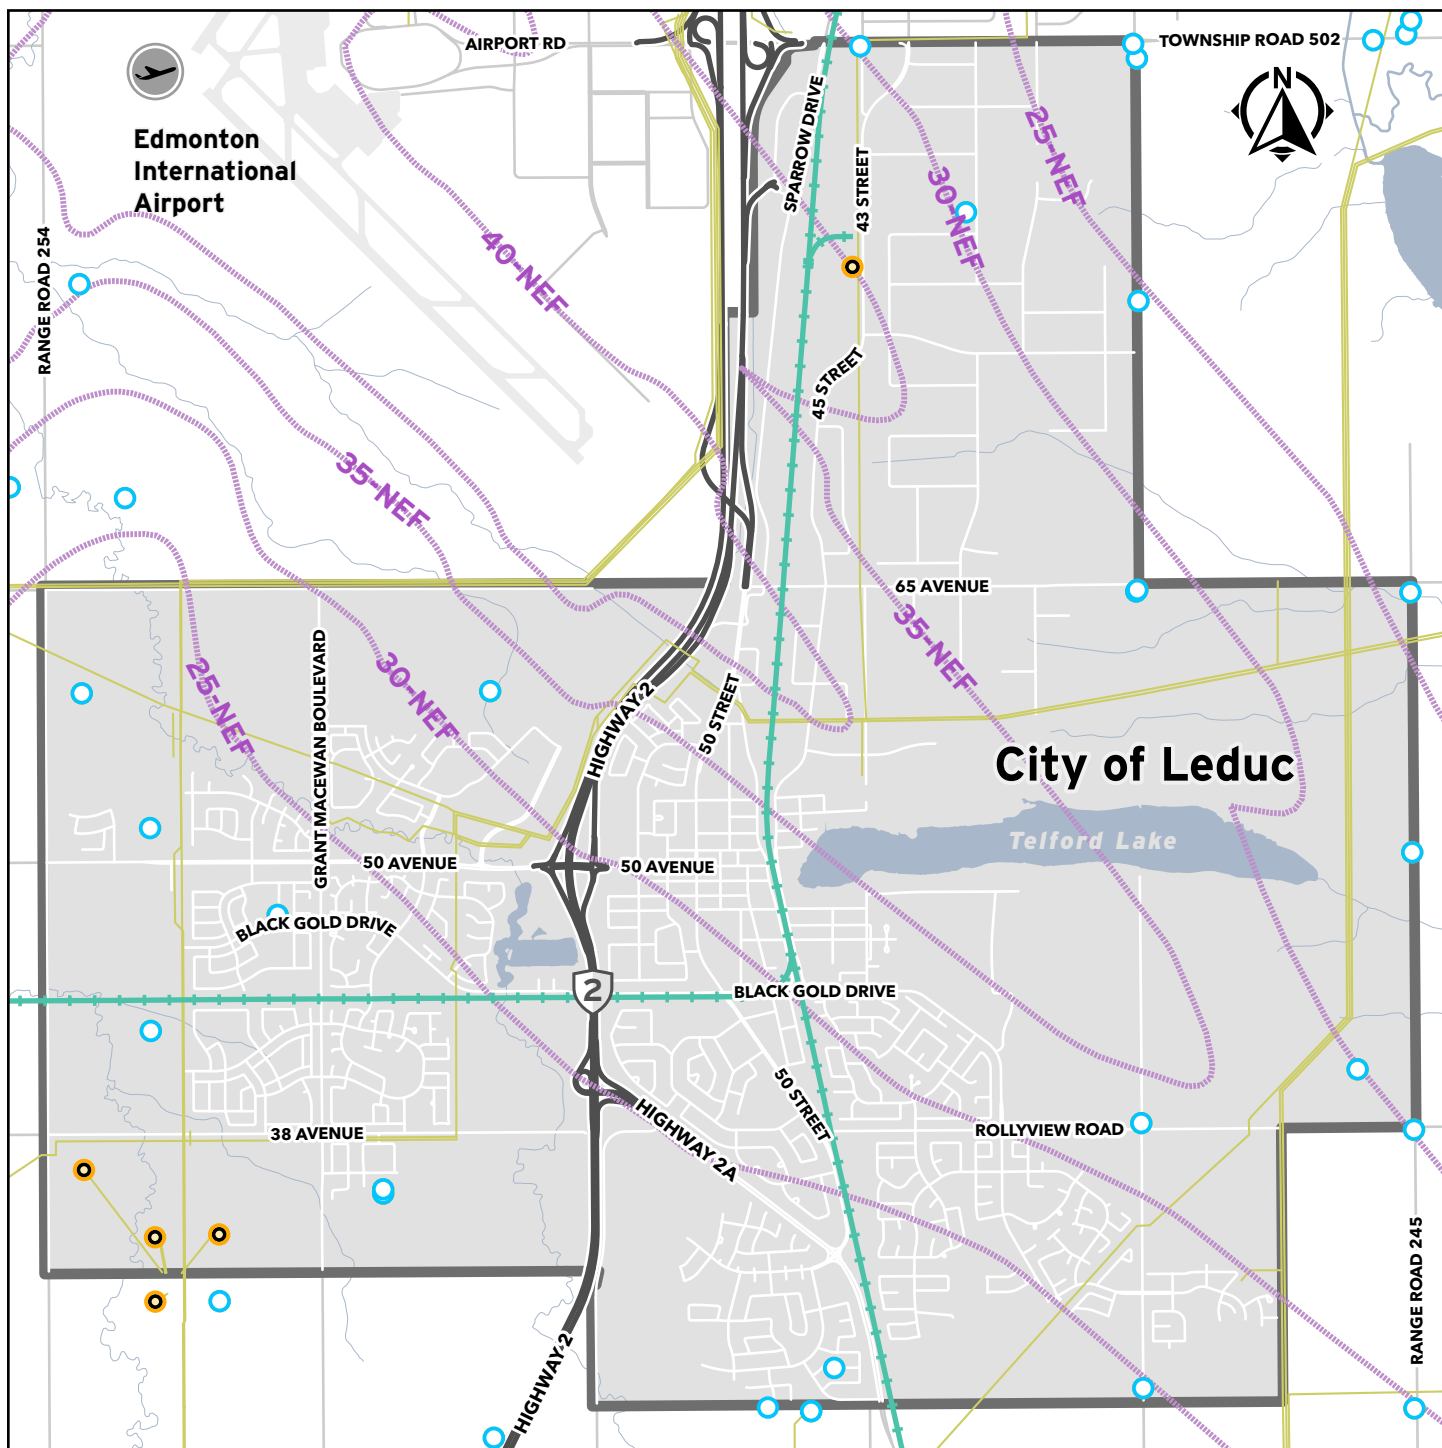 AIRPORT RD
TOWNSHIP ROAD 502
N
Edmonton
International
Airport
SPARROW DRIVE
43 STREET
25-NEF
30-NEF
RANGE ROAD 254
40-NEF
45 STREET
35-NEF
65 AVENUE
35-NEF
GRANT MACEWAN BOULEVARD
25-NEF
30-NEF
HIGHWAY 2
50 STREET
City of Leduc
Telford Lake
50 AVENUE
50 AVENUE
BLACK GOLD DRIVE
2
BLACK GOLD DRIVE
50 STREET
38 AVENUE
HIGHWAY 2A
ROLLYVIEW ROAD
RANGE ROAD 245
HIGHWAY 2